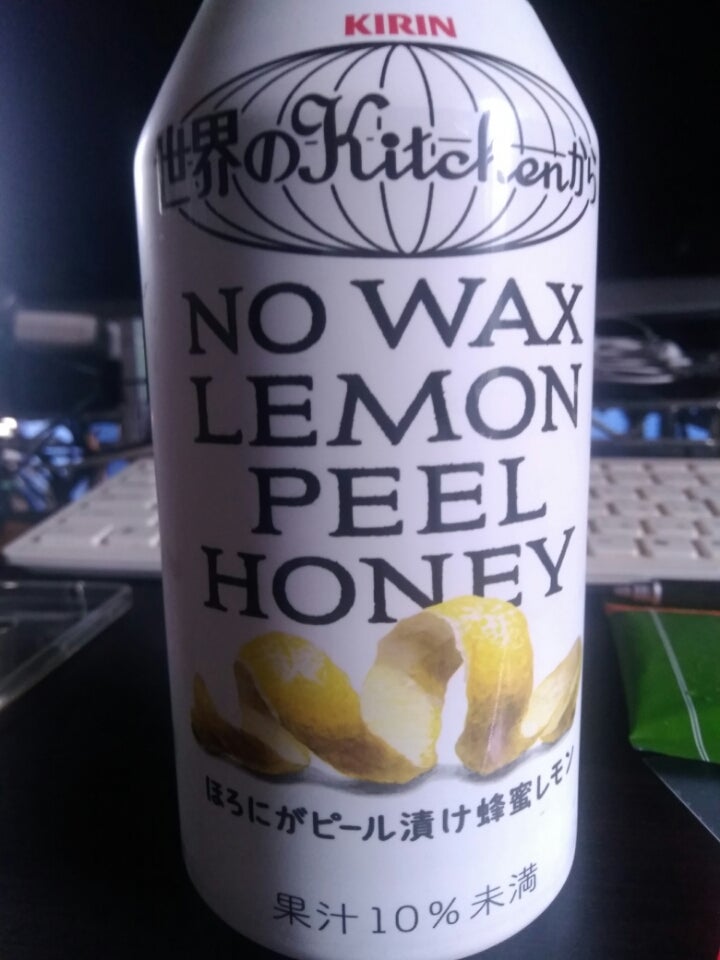 KIRIN
世界のKitchenから
NO WAX
LEMON
PEEL
HONEY
ほろにがピール漬け蜂蜜レモン
果汁10%未満